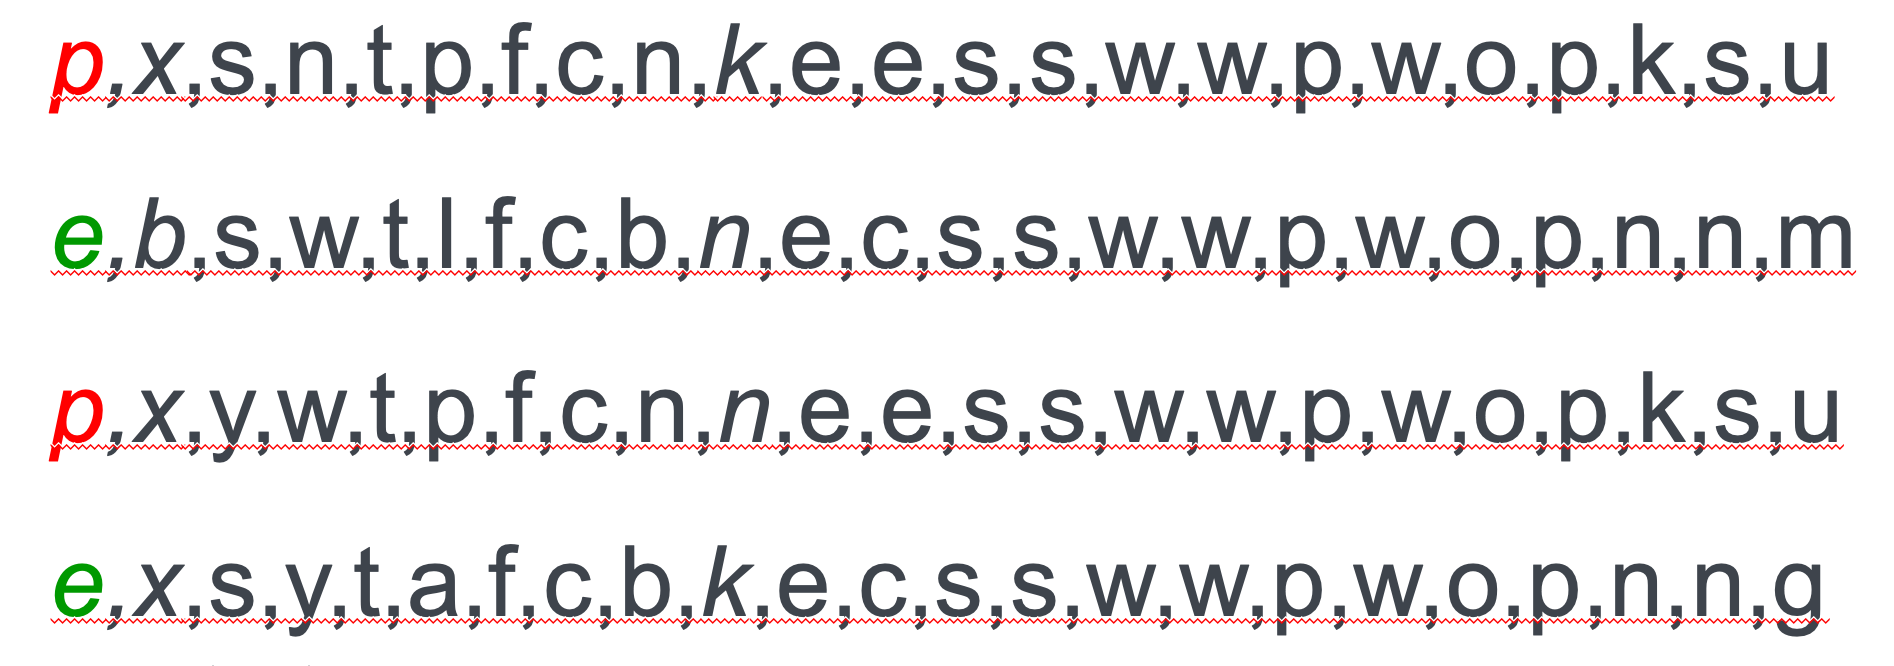 p,x,s,n,t,p,f,c,n,k,e,e,s,s,w,w,p,w,o,p,k,s,u
e,b,s,w,t,l,f,c,b,n,e,c,s,s,w,w,p,w,o,p,n,n,m
p,x,y,w,t,p,f,c,n,n,e,e,s,s,w,w,p,w,o,p,k,s,u
e,x,s,y,t,a,f,c,b,k,e,c,s,s,w,w,p,w,o,p,n,n,g